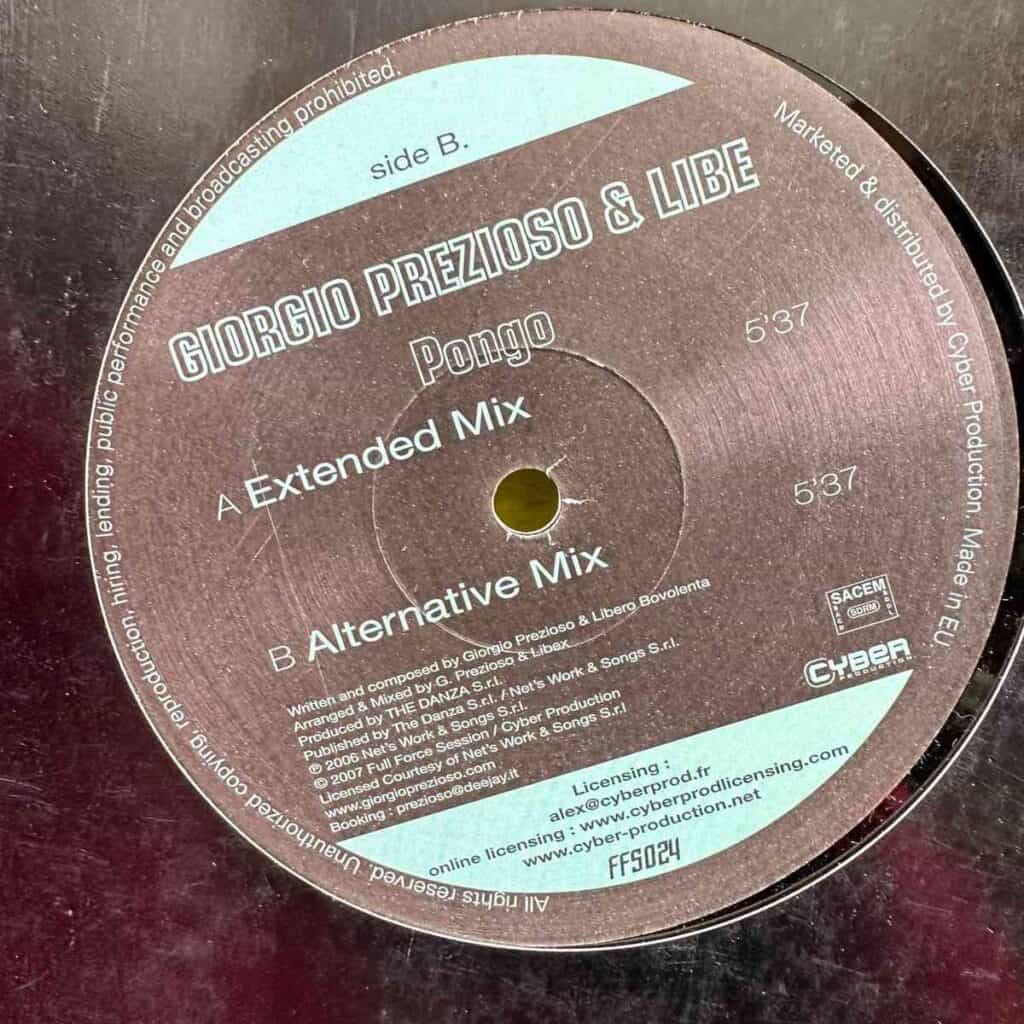 side B.
GIORGIO PREZIOSO & LIBE
Pongo
A Extended Mix 5'37
B Alternative Mix 5'37
Written and composed by Giorgio Prezioso & Libero Bovolenta
Arranged & Mixed by G. Prezioso & Libex
Produced by THE DANZA S.r.l.
Published by The Danza S.r.l. / Net's Work & Songs S.r.l.
℗ 2006 Net's Work & Songs S.r.l.
© 2007 Full Force Session / Cyber Production
Licensed Courtesy of Net's Work & Songs S.r.l
www.giorgioprezioso.com
Booking : prezioso@deejay.it
SACEM
SDRM
CYBER
PRODUCTION
Licensing :
alex@cyberprod.fr
online licensing : www.cyberprodlicensing.com
www.cyber-production.net
FFS024
All rights reserved. Unauthorized copying, reproduction, hiring, lending, public performance and broadcasting prohibited.
Marketed & distributed by Cyber Production. Made in EU.